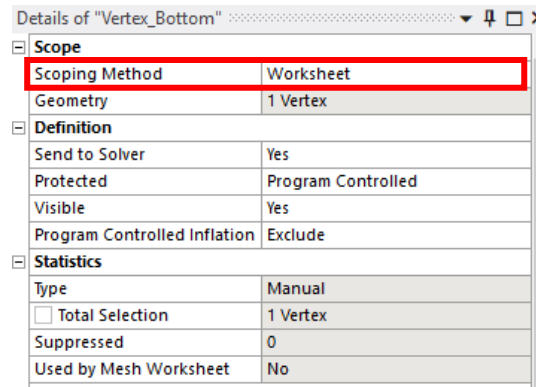 Details of "Vertex_Bottom"
Scope
Scoping Method Worksheet
Geometry 1 Vertex
Definition
Send to Solver Yes
Protected Program Controlled
Visible Yes
Program Controlled Inflation Exclude
Statistics
Type Manual
Total Selection 1 Vertex
Suppressed 0
Used by Mesh Worksheet No